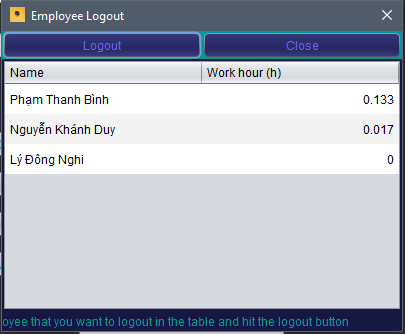 Employee Logout
Logout Close
Name Work hour (h)
Phạm Thanh Bình 0.133
Nguyễn Khánh Duy 0.017
Lý Đông Nghi 0
that you want to logout in the table and hit the logout button